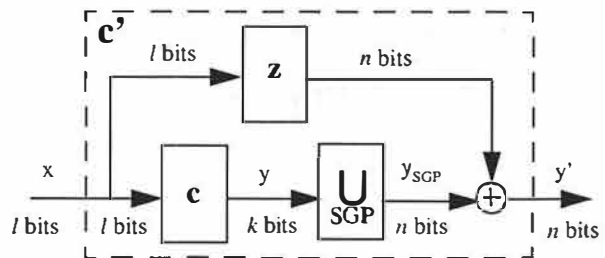 c'
l bits
z
n bits
x
l bits
l bits
c
y
k bits
U
SGP
y_SGP
n bits
+
y'
n bits